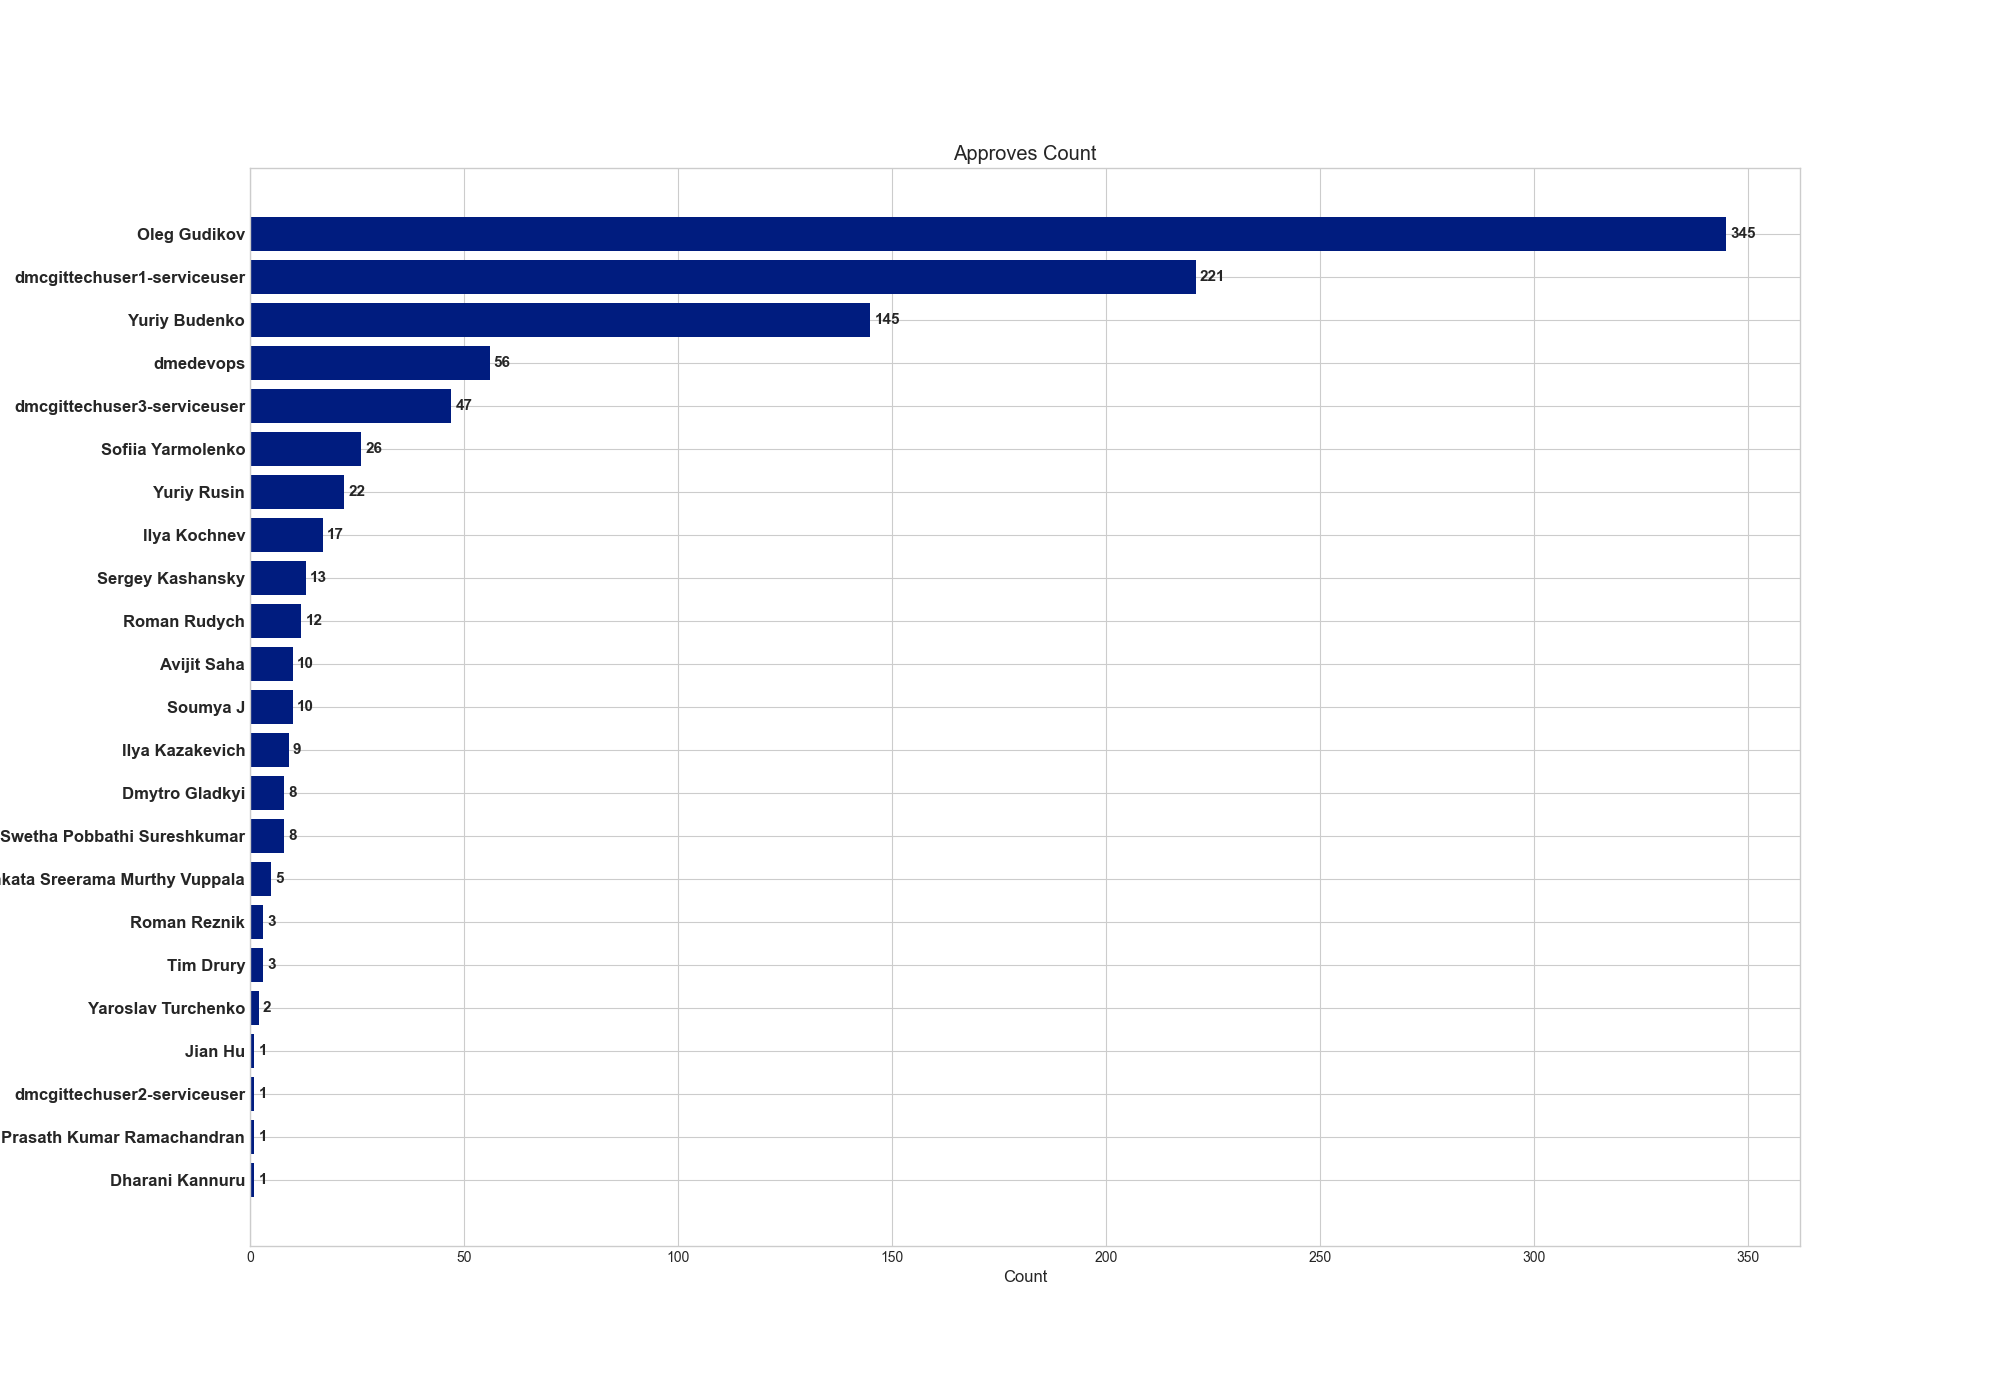 Approves Count
Oleg Gudikov 345
dmcgittechuser1-serviceuser 221
Yuriy Budenko 145
dmedevops 56
dmcgittechuser3-serviceuser 47
Sofiia Yarmolenko 26
Yuriy Rusin 22
Ilya Kochnev 17
Sergey Kashansky 13
Roman Rudych 12
Avijit Saha 10
Soumya J 10
Ilya Kazakevich 9
Dmytro Gladkyi 8
Swetha Pobbathi Sureshkumar 8
kata Sreerama Murthy Vuppala 5
Roman Reznik 3
Tim Drury 3
Yaroslav Turchenko 2
Jian Hu 1
dmcgittechuser2-serviceuser 1
Prasath Kumar Ramachandran 1
Dharani Kannuru 1
0 50 100 150 200 250 300 350
Count